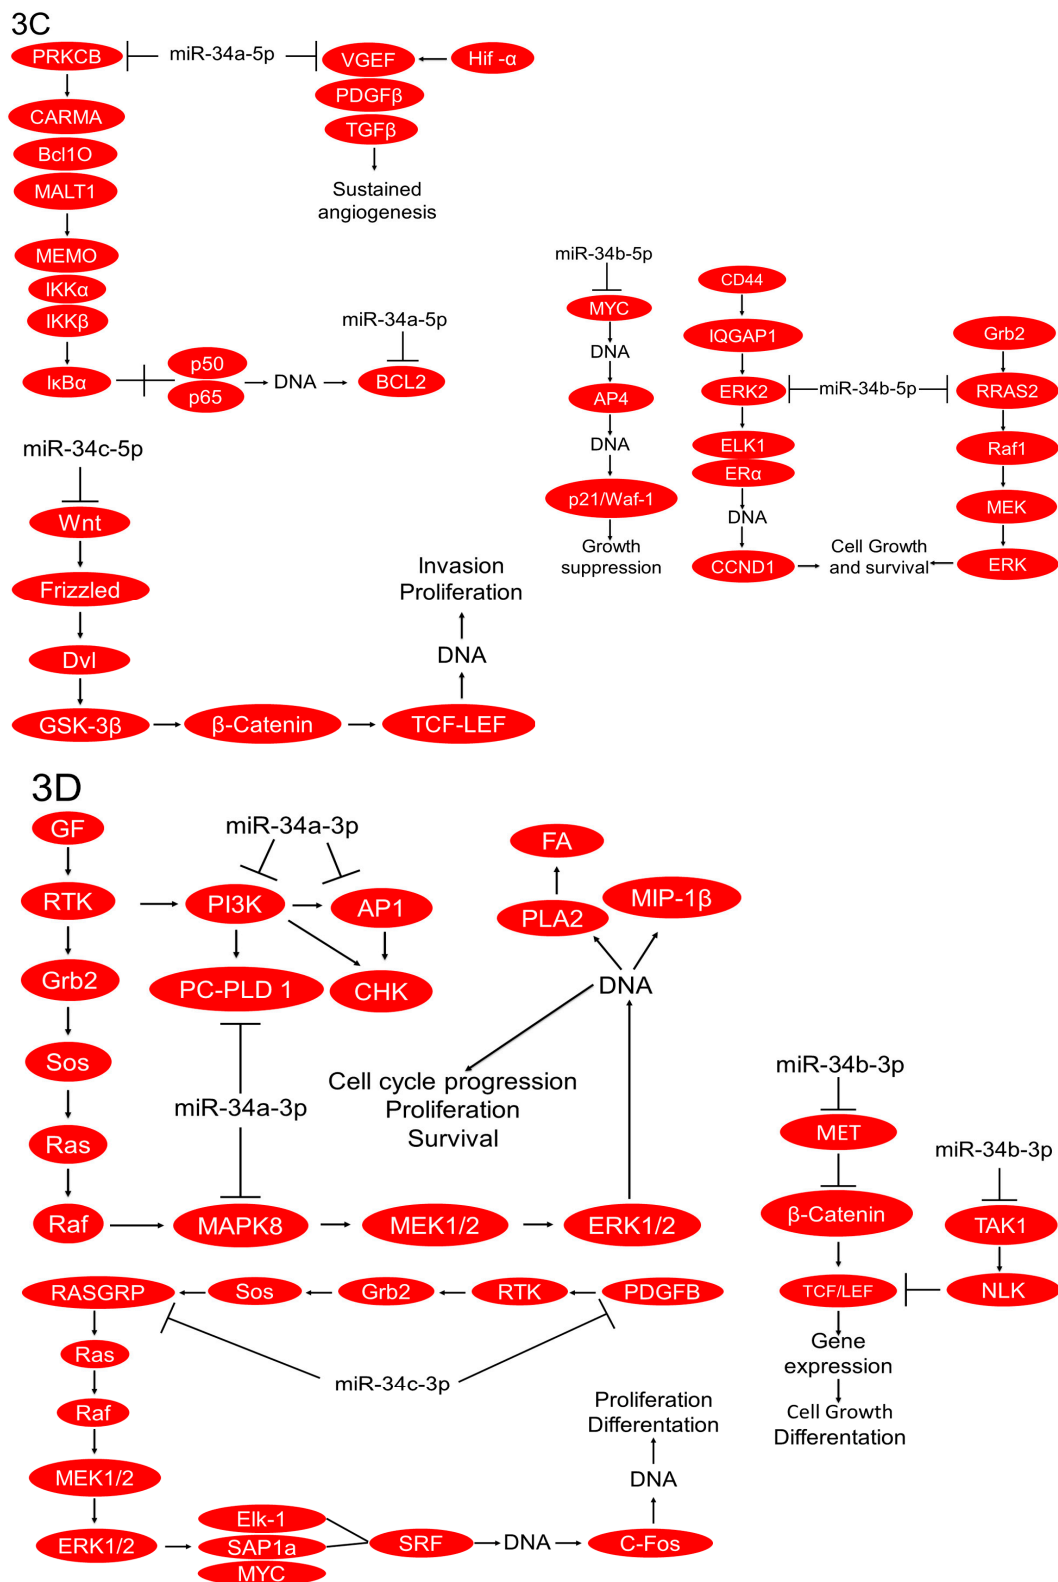 3C
PRKCB
miR-34a-5p
VGEF
Hif -α
PDGFβ
TGFβ
Sustained
angiogenesis
CARMA
Bcl1O
MALT1
MEMO
IKKα
IKKβ
IκBα
p50
p65
DNA
miR-34a-5p
BCL2
miR-34b-5p
MYC
DNA
AP4
DNA
p21/Waf-1
Growth
suppression
CD44
IQGAP1
ERK2
miR-34b-5p
ELK1
ERα
DNA
CCND1
Cell Growth
and survival
Grb2
RRAS2
Raf1
MEK
ERK
miR-34c-5p
Wnt
Frizzled
Dvl
GSK-3β
β-Catenin
TCF-LEF
DNA
Invasion
Proliferation
3D
GF
RTK
Grb2
Sos
Ras
Raf
miR-34a-3p
PI3K
AP1
PC-PLD 1
CHK
miR-34a-3p
MAPK8
MEK1/2
ERK1/2
DNA
FA
PLA2
MIP-1β
Cell cycle progression
Proliferation
Survival
miR-34b-3p
MET
β-Catenin
TCF/LEF
Gene
expression
Cell Growth
Differentation
miR-34b-3p
TAK1
NLK
RASGRP
Sos
Grb2
RTK
PDGFB
miR-34c-3p
Ras
Raf
MEK1/2
ERK1/2
Elk-1
SAP1a
MYC
SRF
DNA
C-Fos
DNA
Proliferation
Differentation